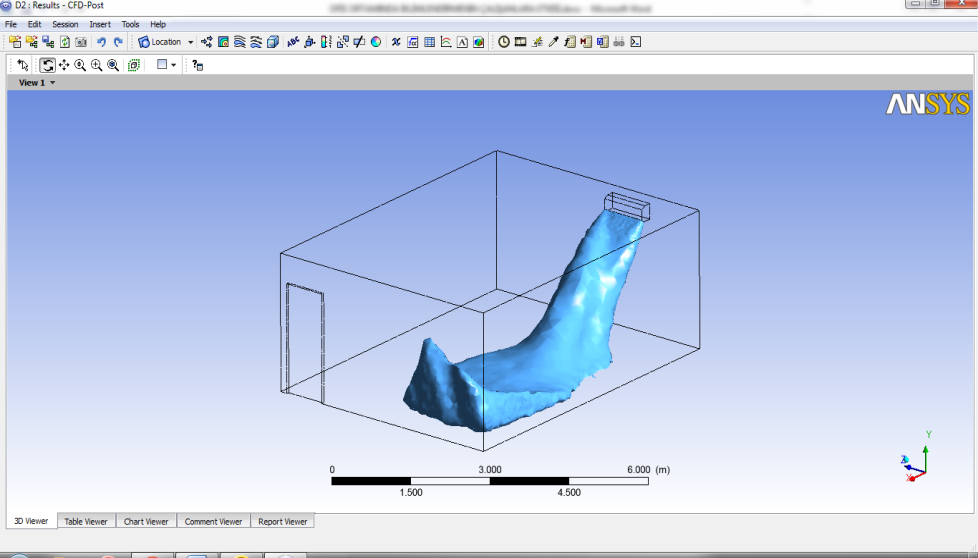 D2 : Results - CFD-Post
File Edit Session Insert Tools Help
Location
View 1
ANSYS
0 3.000 6.000 (m)
1.500 4.500
Y
Z
X
3D Viewer Table Viewer Chart Viewer Comment Viewer Report Viewer